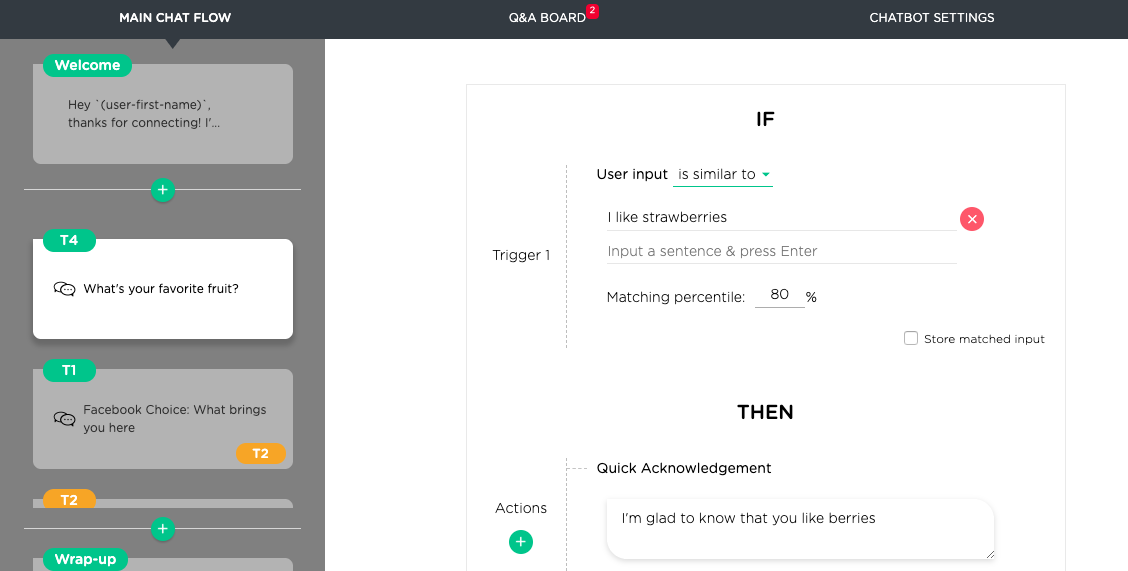 MAIN CHAT FLOW
Q&A BOARD
2
CHATBOT SETTINGS
Welcome
Hey `(user-first-name)`,
thanks for connecting! I'...
T4
What's your favorite fruit?
T1
Facebook Choice: What brings
you here
T2
T2
Wrap-up
IF
User input is similar to
I like strawberries
Trigger 1
Input a sentence & press Enter
Matching percentile: 80 %
Store matched input
THEN
Quick Acknowledgement
Actions
I'm glad to know that you like berries